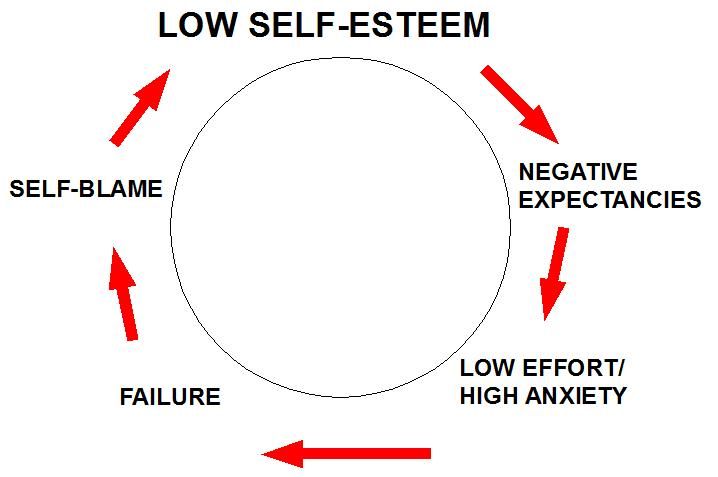 LOW SELF-ESTEEM
NEGATIVE
EXPECTANCIES
LOW EFFORT/
HIGH ANXIETY
FAILURE
SELF-BLAME